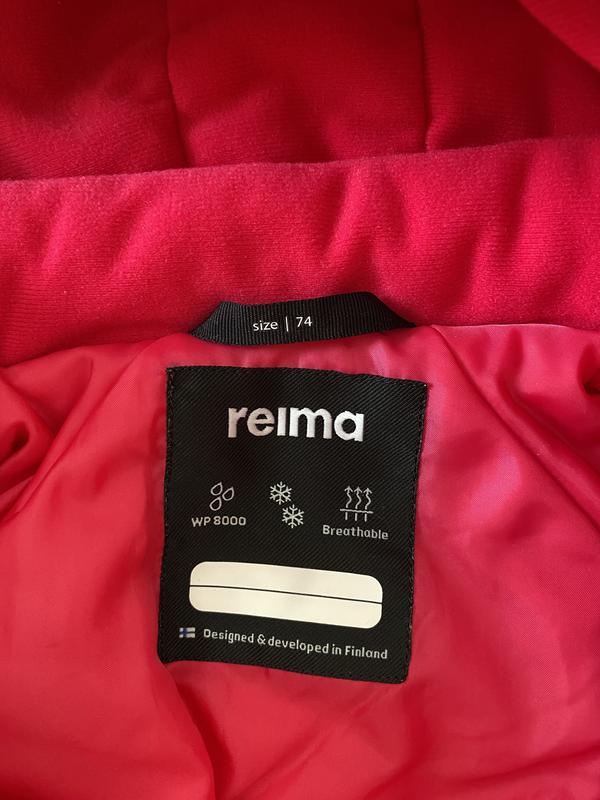 size | 74
reima
WP 8000
Breathable
Designed & developed in Finland